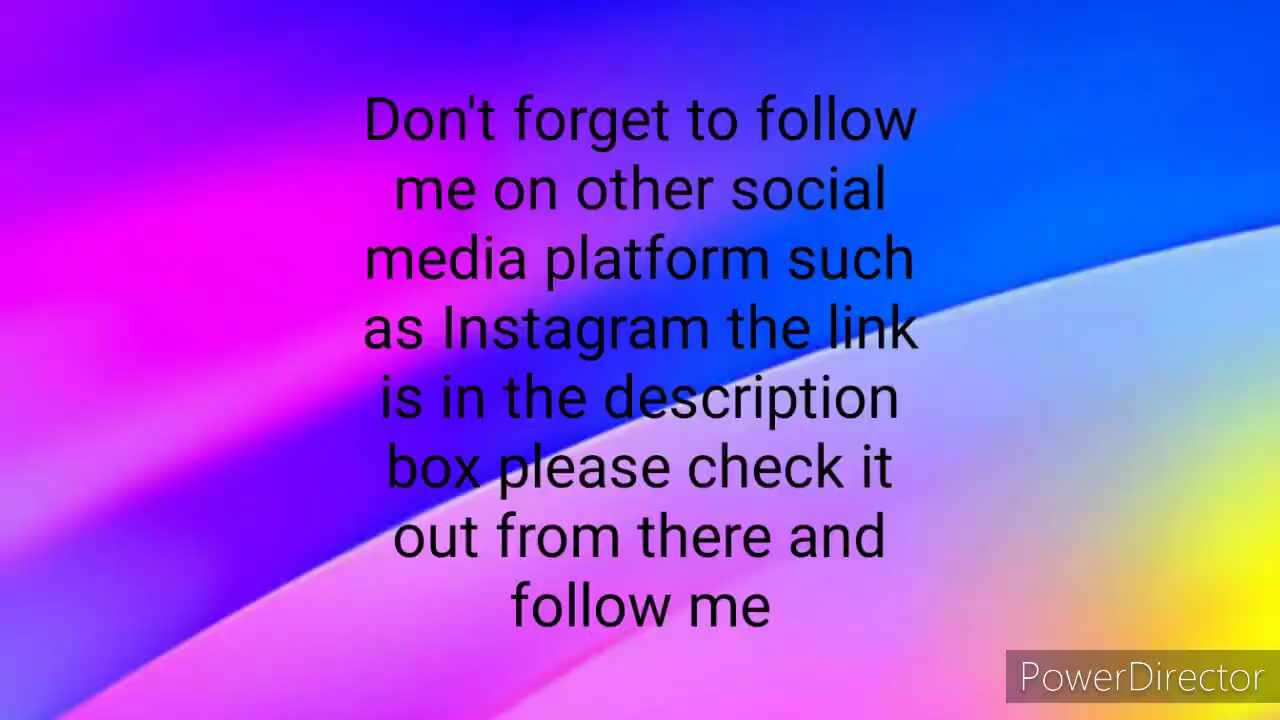 Don't forget to follow
me on other social
media platform such
as Instagram the link
is in the description
box please check it
out from there and
follow me
PowerDirector